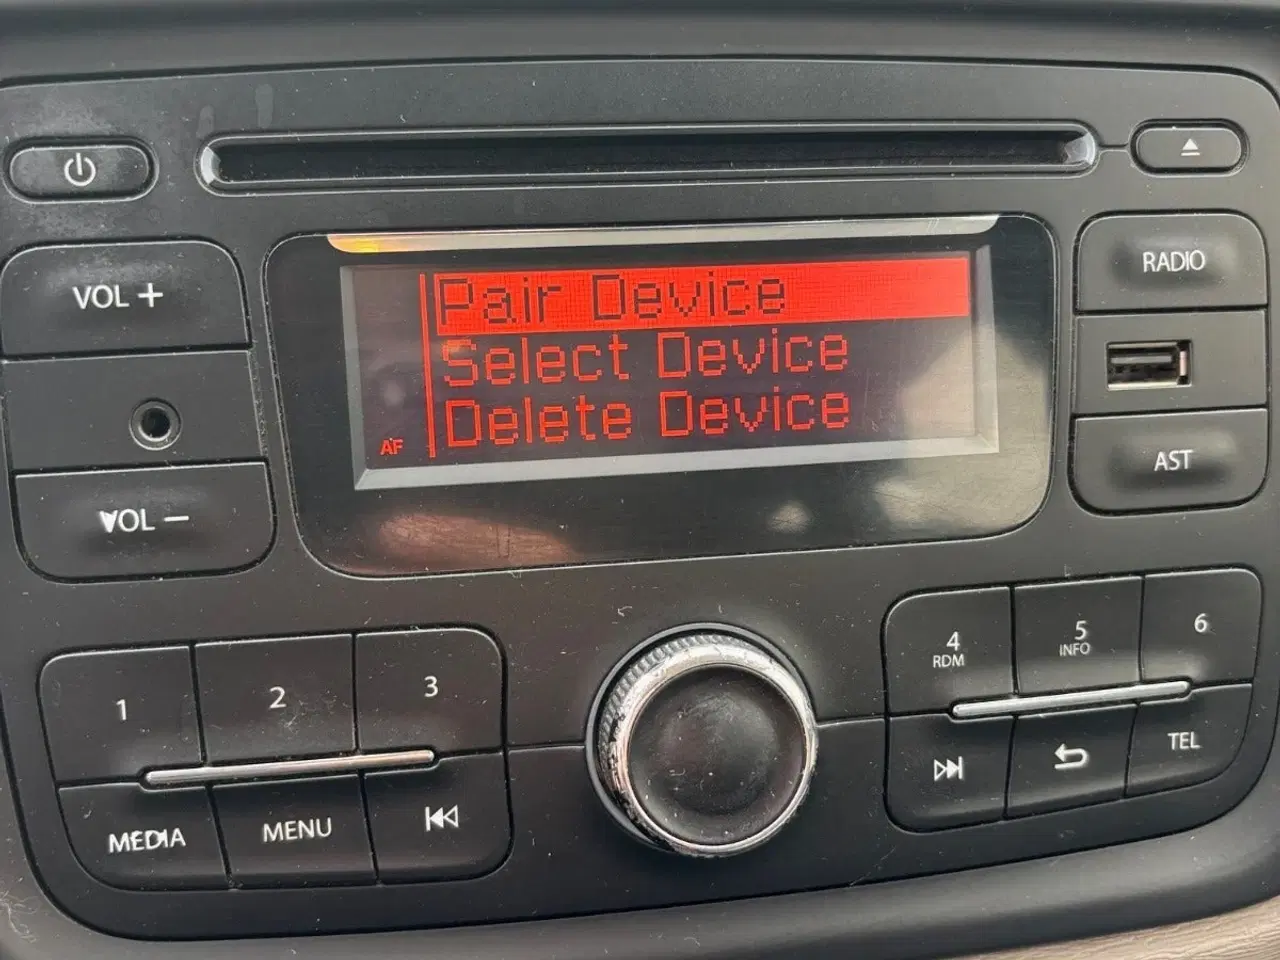 RADIO
VOL +
Pair Device
Select Device
Delete Device
AF
AST
VOL −
1
2
3
4
RDM
5
INFO
6
MEDIA
MENU
TEL